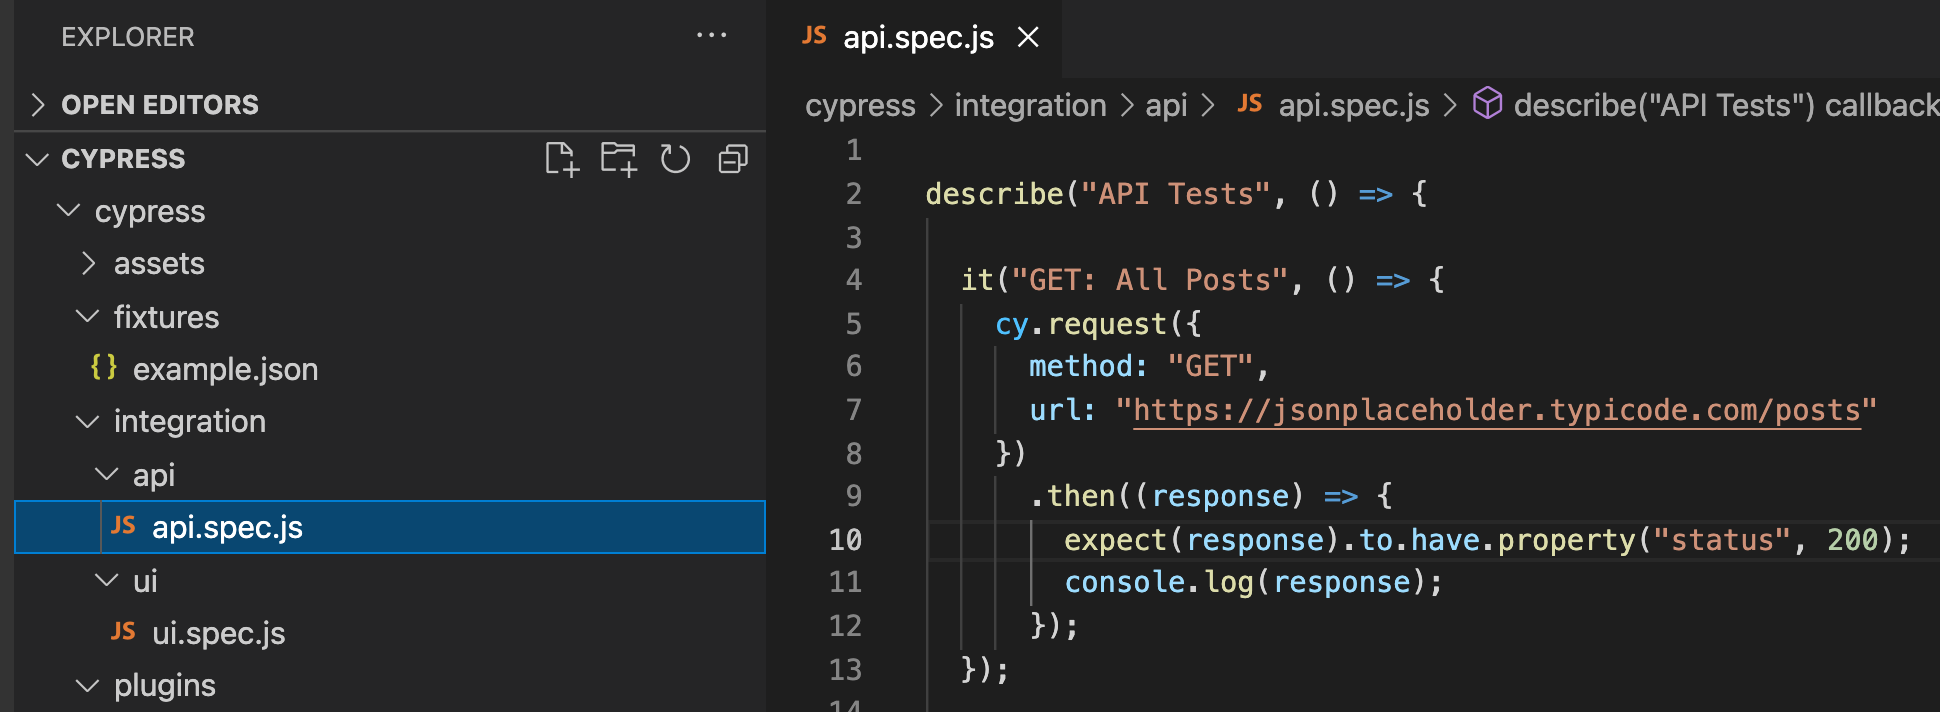 EXPLORER ...
OPEN EDITORS
CYPRESS
cypress
assets
fixtures
{} example.json
integration
api
JS api.spec.js
ui
JS ui.spec.js
plugins
JS api.spec.js ×
cypress > integration > api > JS api.spec.js > describe("API Tests") callback
1
2 describe("API Tests", () => {
3
4 it("GET: All Posts", () => {
5 cy.request({
6 method: "GET",
7 url: "https://jsonplaceholder.typicode.com/posts"
8 })
9 .then((response) => {
10 expect(response).to.have.property("status", 200);
11 console.log(response);
12 });
13 });
14